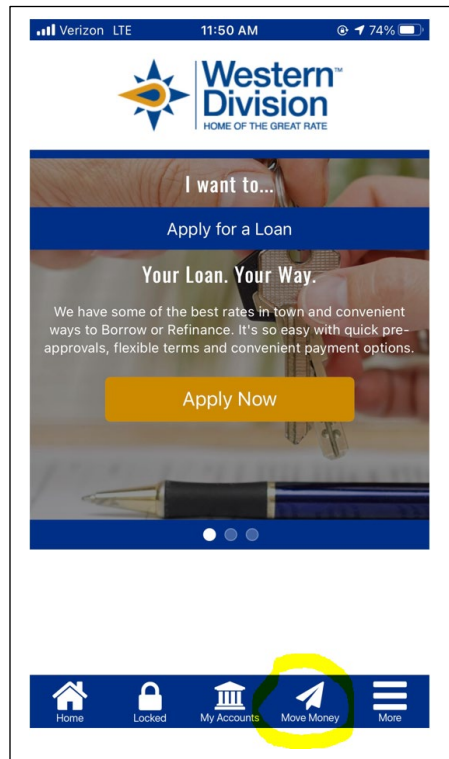 Verizon LTE 11:50 AM 74%
Western™
Division
HOME OF THE GREAT RATE
I want to...
Apply for a Loan
Your Loan. Your Way.
We have some of the best rates in town and convenient
ways to Borrow or Refinance. It's so easy with quick pre-
approvals, flexible terms and convenient payment options.
Apply Now
Home Locked My Accounts Move Money More